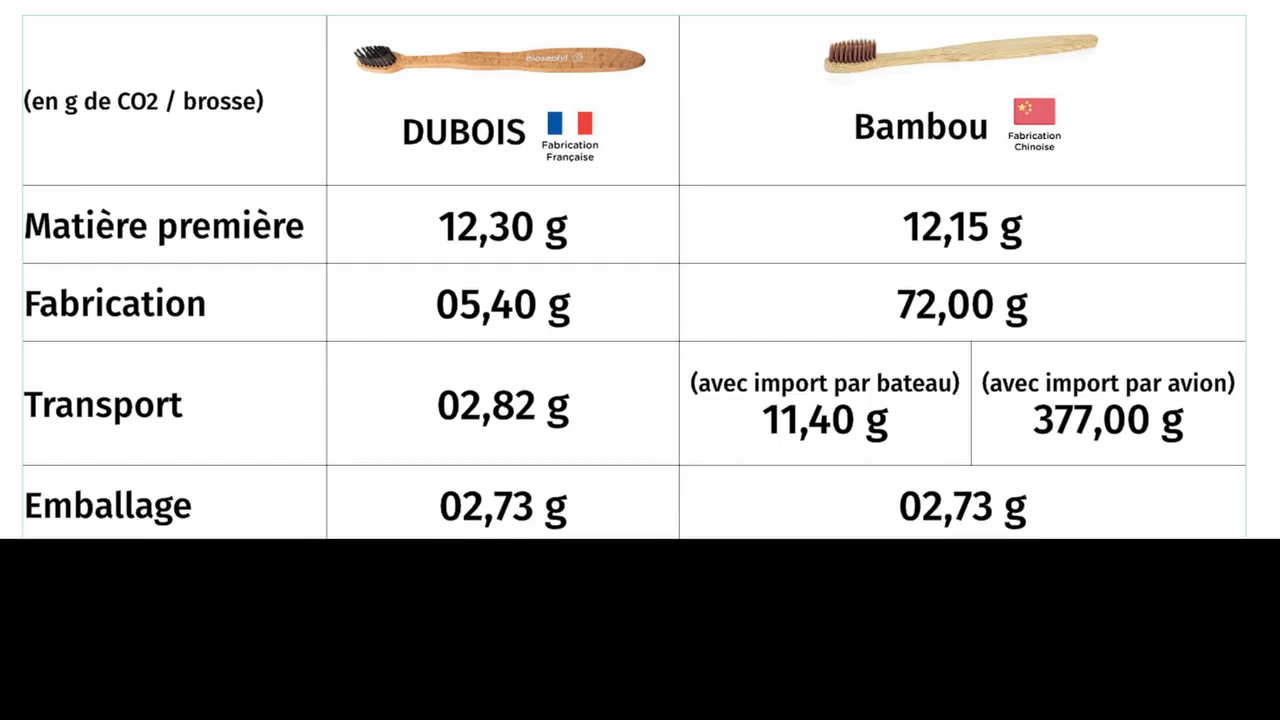 (en g de CO2 / brosse)
bioseptyl
DUBOIS
Fabrication
Française
Bambou
Fabrication
Chinoise
Matière première
12,30 g
12,15 g
Fabrication
05,40 g
72,00 g
Transport
02,82 g
(avec import par bateau)
11,40 g
(avec import par avion)
377,00 g
Emballage
02,73 g
02,73 g